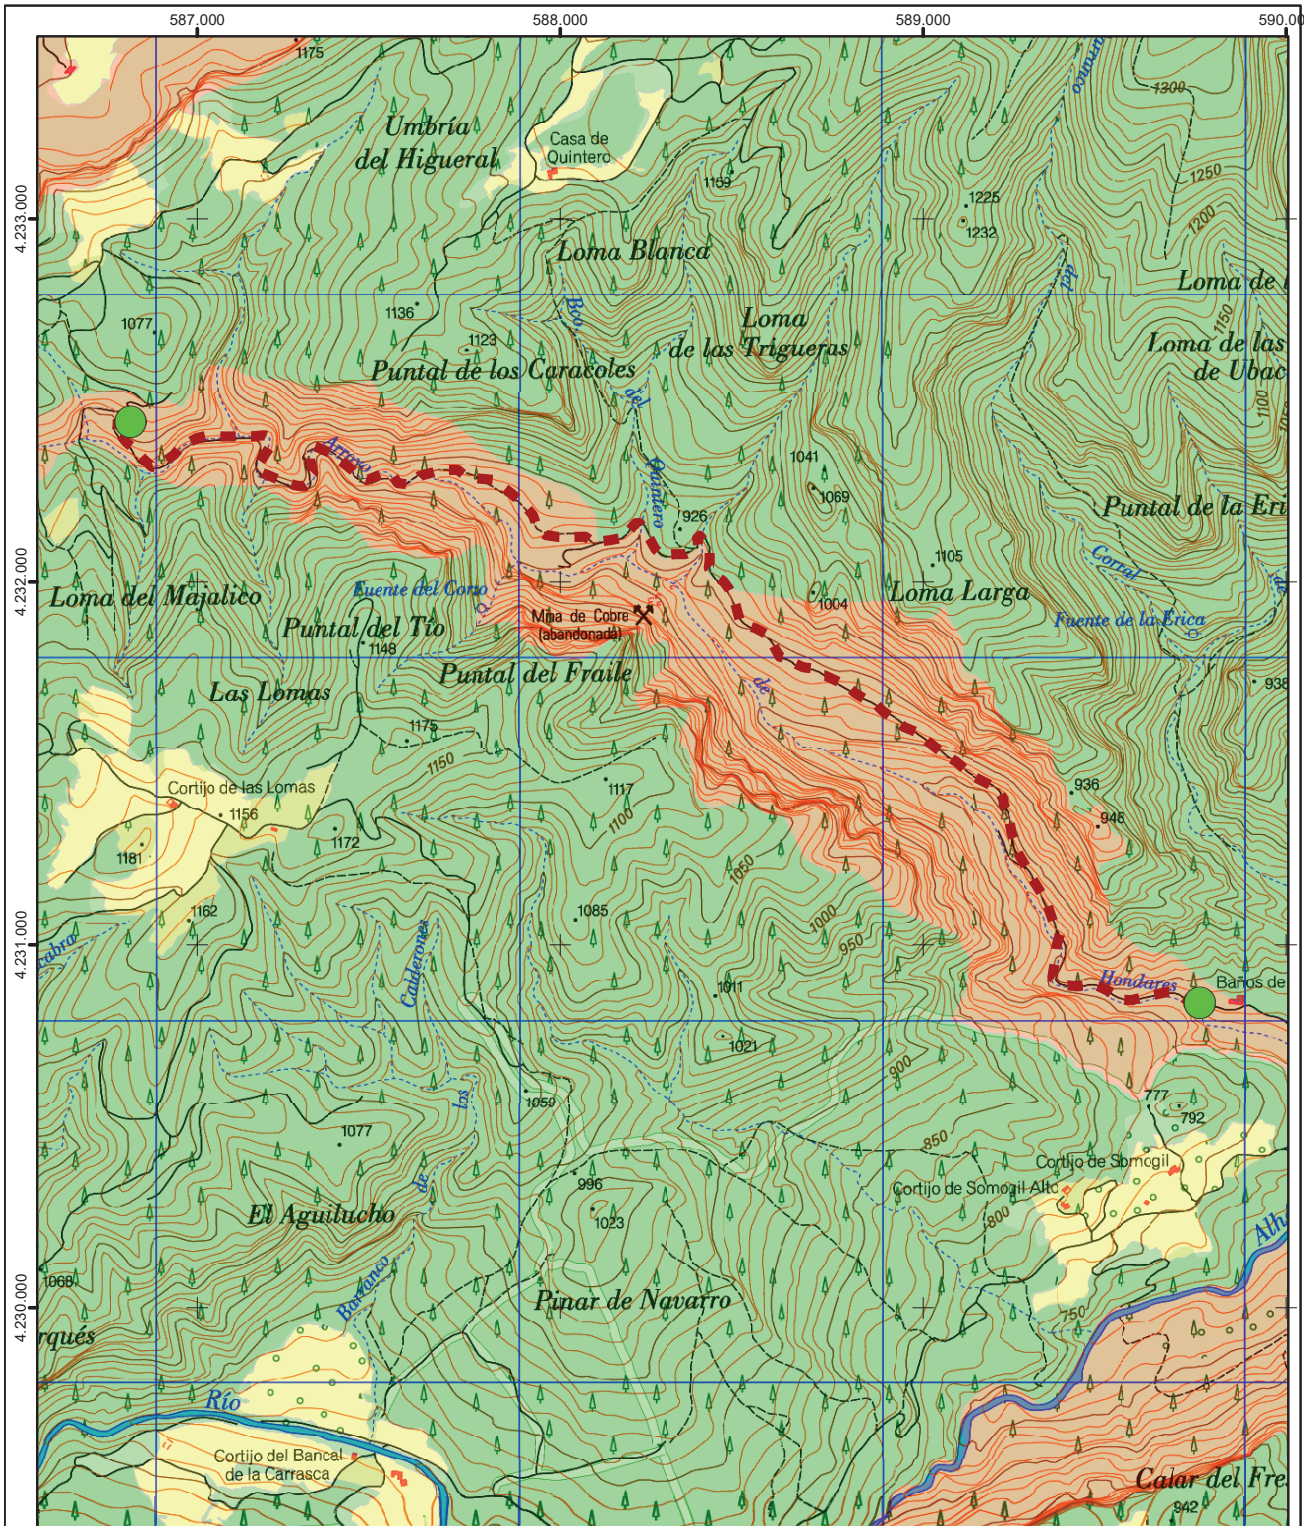 587.000
588.000
589.000
590.00
1175
1300
Umbría
del Higueral
Casa de
Quintero
1159
1250
1225
1232
1200
4.233.000
Loma Blanca
del
Loma de l
1136
1077
1123
Bco.
Loma
de las Trigueras
1150
Loma de las
de Ubac
Puntal de los Caracoles
del
1100
Arroyo
Quintero
1041
1069
926
Puntal de la Eri
1105
Corral
de
4.232.000
Loma del Majalico
Fuente del Corzo
Mina de Cobre
(abandonada)
1004
Loma Larga
Fuente de la Erica
Puntal del Tío
1148
Puntal del Fraile
de
938
Las Lomas
1175
1150
Cortijo de las Lomas
1156
1117
1100
936
948
1172
1181
1050
1162
1085
1000
950
4.231.000
cabra
Calderones
1011
Hondares
Baños de
1021
900
1059
los
777
792
1077
850
Cortijo de Somogil
de
996
Cortijo de Somogil Alto
El Aguilucho
1023
800
Alh
1068
Barranco
4.230.000
Pinar de Navarro
750
rqués
Río
Cortijo del Bancal
de la Carrasca
Calar del Fre
942